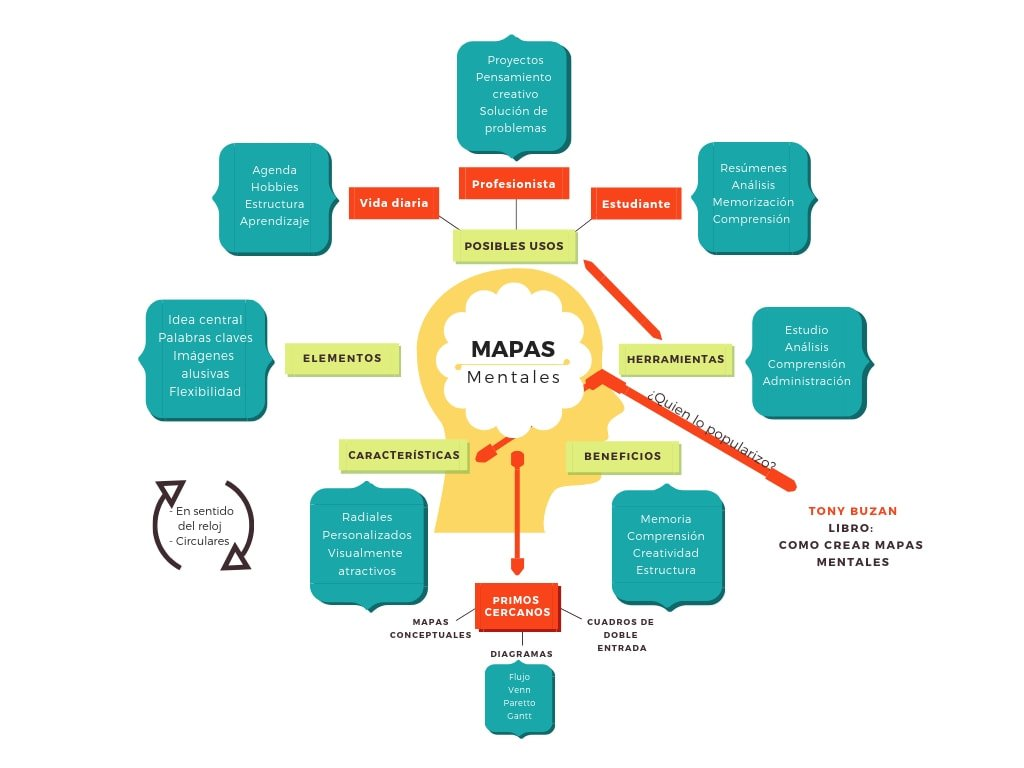 Proyectos
Pensamiento
creativo
Solución de
problemas
Agenda
Hobbies
Estructura
Aprendizaje
Vida diaria
Profesionista
Estudiante
Resúmenes
Análisis
Memorización
Comprensión
POSIBLES USOS
Idea central
Palabras claves
Imágenes
alusivas
Flexibilidad
ELEMENTOS
MAPAS
Mentales
HERRAMIENTAS
Estudio
Análisis
Comprensión
Administración
¿Quien lo popularizo?
CARACTERÍSTICAS
BENEFICIOS
- En sentido
del reloj
- Circulares
Radiales
Personalizados
Visualmente
atractivos
Memoria
Comprensión
Creatividad
Estructura
TONY BUZAN
LIBRO:
COMO CREAR MAPAS
MENTALES
PRIMOS
CERCANOS
MAPAS
CONCEPTUALES
DIAGRAMAS
CUADROS DE
DOBLE
ENTRADA
Flujo
Venn
Paretto
Gantt